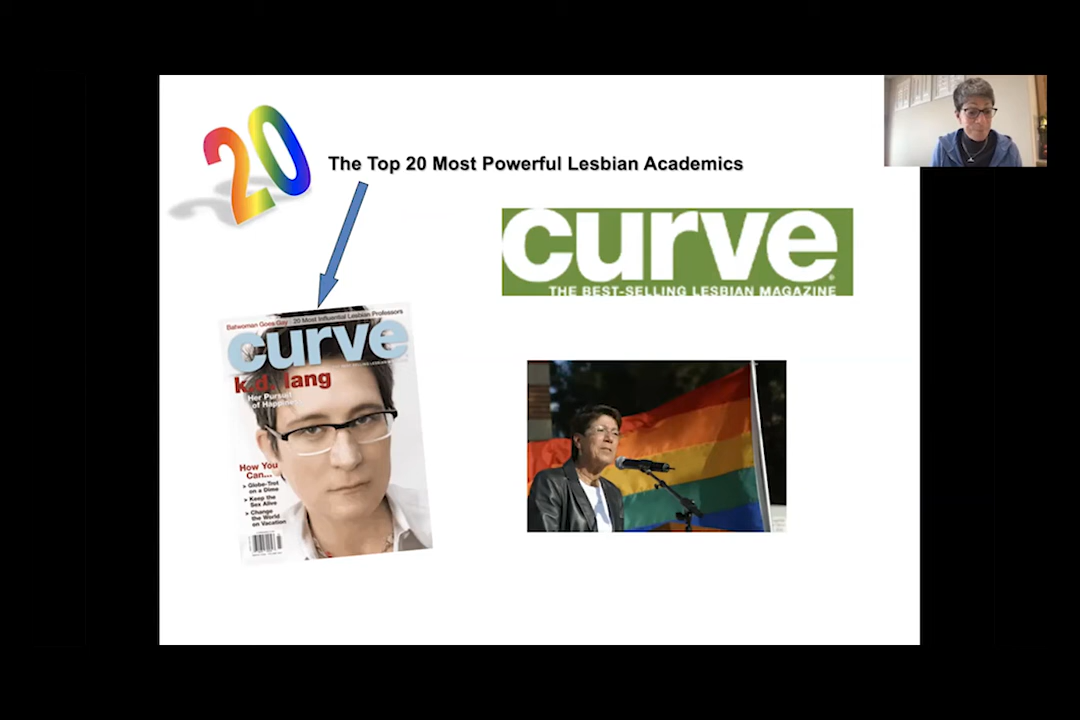 20
The Top 20 Most Powerful Lesbian Academics
curve
THE BEST-SELLING LESBIAN MAGAZINE
Batwoman Goes Gay 20 Most Influential Lesbian Professors
curve
k.d. lang
Her Pursuit
of Happiness
How You
Can...
> Globe-Trot
on a Dime
> Keep the
Sex Alive
> Change
the World
on Vacation